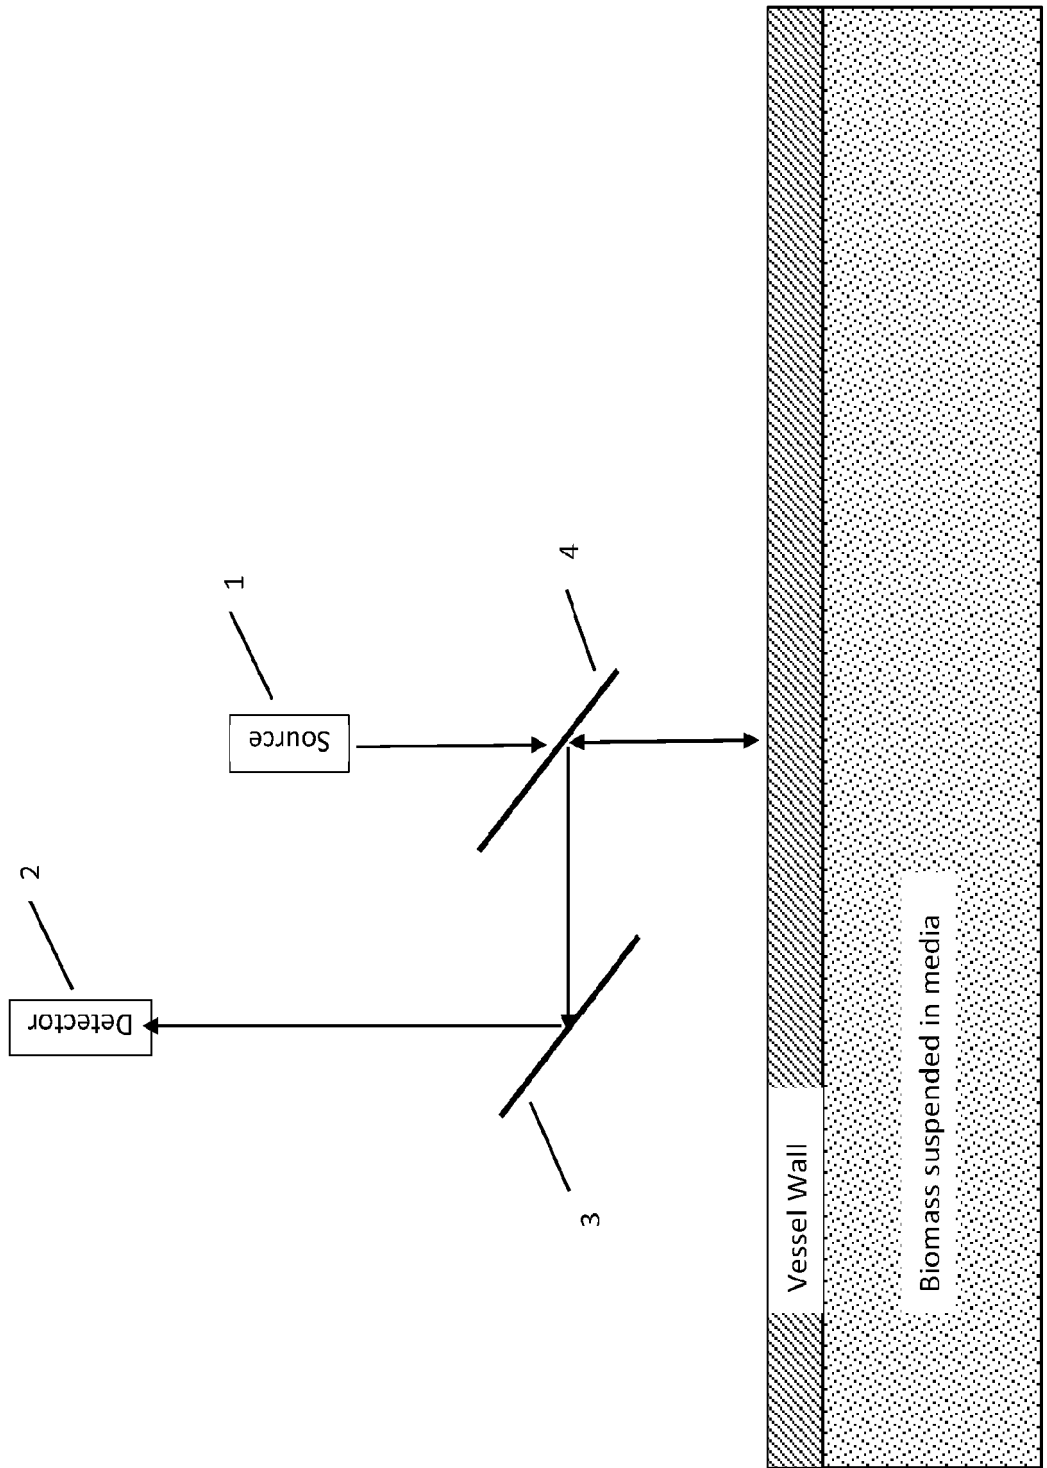 2
Detector
1
Source
4
3
Vessel Wall
Biomass suspended in media